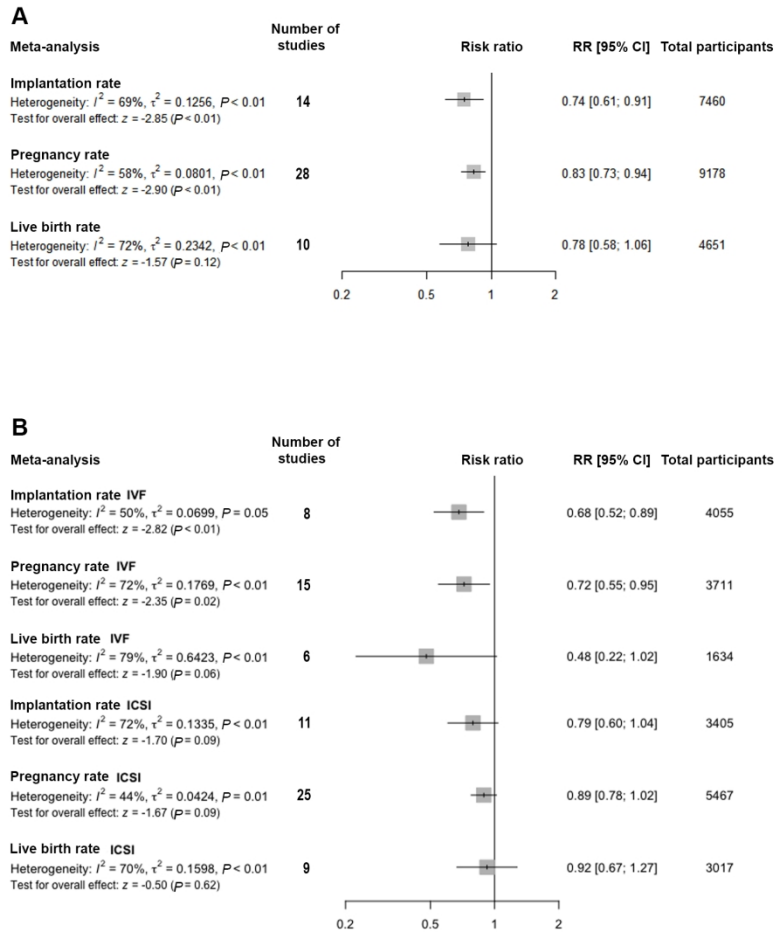 A
Meta-analysis Number of studies Risk ratio RR [95% CI] Total participants
Implantation rate
Heterogeneity: I² = 69%, τ² = 0.1256, P < 0.01 14 0.74 [0.61; 0.91] 7460
Test for overall effect: z = -2.85 (P < 0.01)
Pregnancy rate
Heterogeneity: I² = 58%, τ² = 0.0801, P < 0.01 28 0.83 [0.73; 0.94] 9178
Test for overall effect: z = -2.90 (P < 0.01)
Live birth rate
Heterogeneity: I² = 72%, τ² = 0.2342, P < 0.01 10 0.78 [0.58; 1.06] 4651
Test for overall effect: z = -1.57 (P = 0.12)
0.2 0.5 1 2
B
Meta-analysis Number of studies Risk ratio RR [95% CI] Total participants
Implantation rate IVF
Heterogeneity: I² = 50%, τ² = 0.0699, P = 0.05 8 0.68 [0.52; 0.89] 4055
Test for overall effect: z = -2.82 (P < 0.01)
Pregnancy rate IVF
Heterogeneity: I² = 72%, τ² = 0.1769, P < 0.01 15 0.72 [0.55; 0.95] 3711
Test for overall effect: z = -2.35 (P = 0.02)
Live birth rate IVF
Heterogeneity: I² = 79%, τ² = 0.6423, P < 0.01 6 0.48 [0.22; 1.02] 1634
Test for overall effect: z = -1.90 (P = 0.06)
Implantation rate ICSI
Heterogeneity: I² = 72%, τ² = 0.1335, P < 0.01 11 0.79 [0.60; 1.04] 3405
Test for overall effect: z = -1.70 (P = 0.09)
Pregnancy rate ICSI
Heterogeneity: I² = 44%, τ² = 0.0424, P = 0.01 25 0.89 [0.78; 1.02] 5467
Test for overall effect: z = -1.67 (P = 0.09)
Live birth rate ICSI
Heterogeneity: I² = 70%, τ² = 0.1598, P < 0.01 9 0.92 [0.67; 1.27] 3017
Test for overall effect: z = -0.50 (P = 0.62)
0.2 0.5 1 2